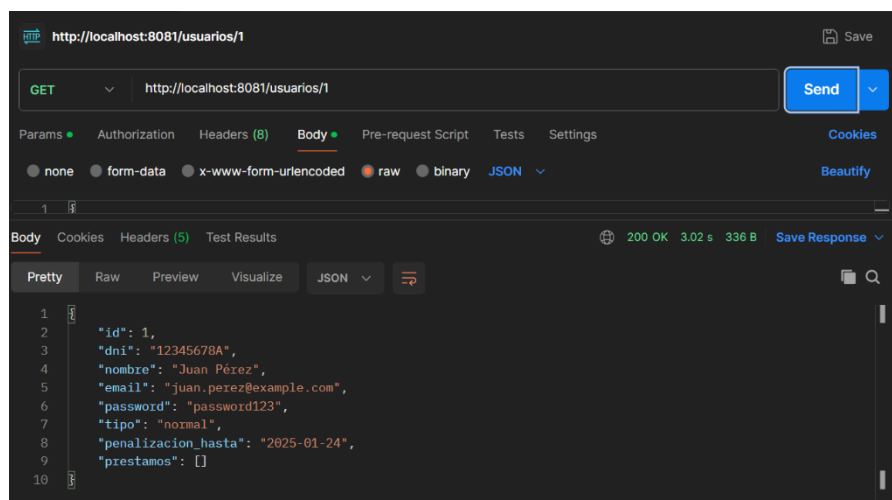 HTTP http://localhost:8081/usuarios/1 Save
GET http://localhost:8081/usuarios/1 Send
Params Authorization Headers (8) Body Pre-request Script Tests Settings Cookies
none form-data x-www-form-urlencoded raw binary JSON Beautify
1 {
Body Cookies Headers (5) Test Results 200 OK 3.02 s 336 B Save Response
Pretty Raw Preview Visualize JSON
1 {
2 "id": 1,
3 "dni": "12345678A",
4 "nombre": "Juan Pérez",
5 "email": "juan.perez@example.com",
6 "password": "password123",
7 "tipo": "normal",
8 "penalizacion_hasta": "2025-01-24",
9 "prestamos": []
10 }